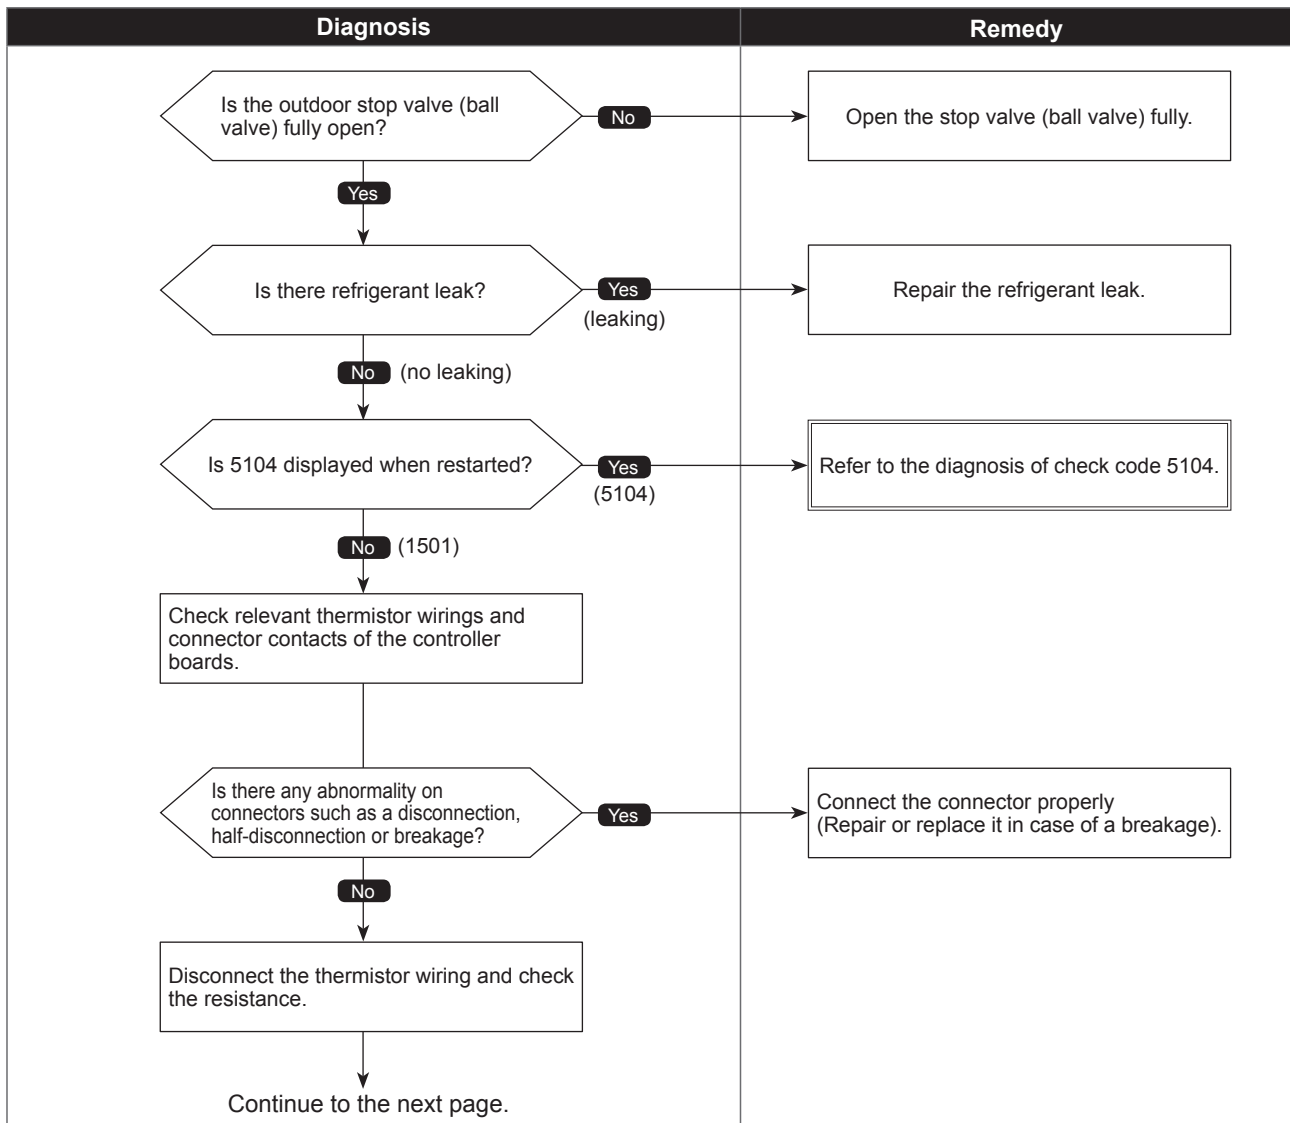 Diagnosis
Remedy
Is the outdoor stop valve (ball
valve) fully open?
No
Open the stop valve (ball valve) fully.
Yes
Is there refrigerant leak?
Yes
(leaking)
Repair the refrigerant leak.
No (no leaking)
Is 5104 displayed when restarted?
Yes
(5104)
Refer to the diagnosis of check code 5104.
No (1501)
Check relevant thermistor wirings and
connector contacts of the controller
boards.
Is there any abnormality on
connectors such as a disconnection,
half-disconnection or breakage?
Yes
Connect the connector properly
(Repair or replace it in case of a breakage).
No
Disconnect the thermistor wiring and check
the resistance.
Continue to the next page.